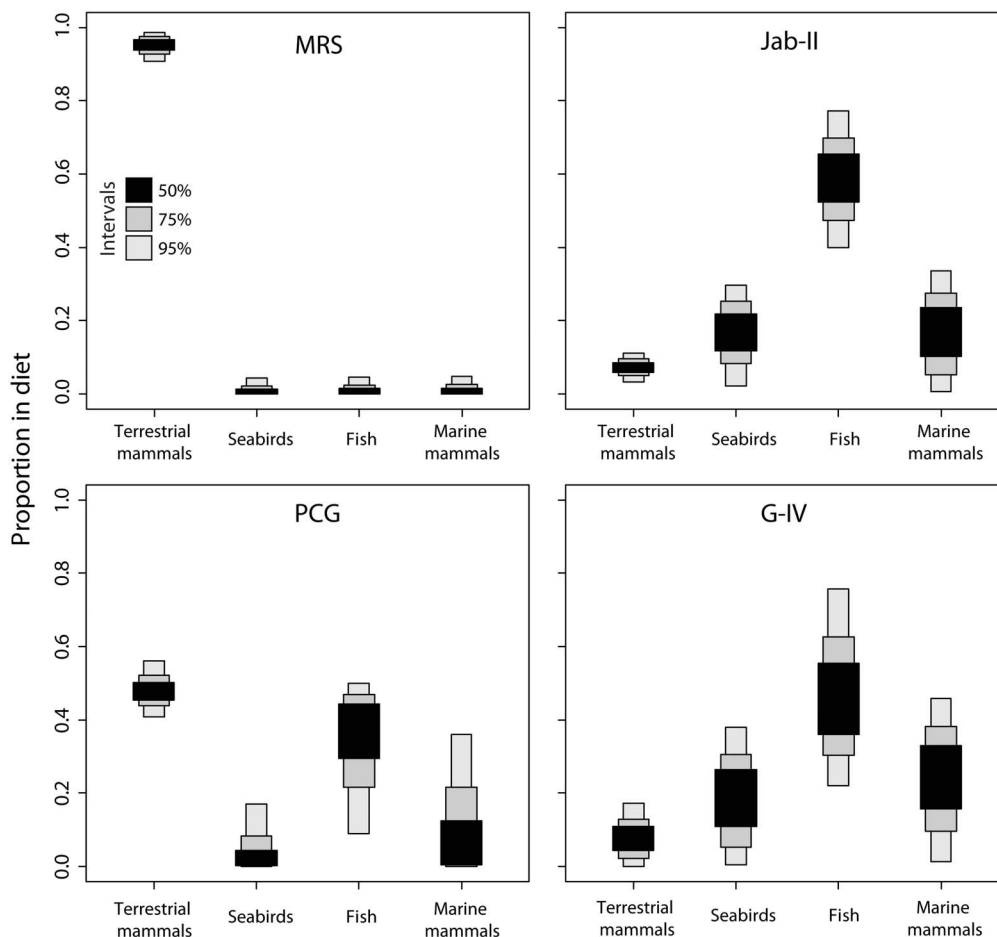 Proportion in diet
MRS
1.0
0.8
0.6
0.4
0.2
0.0
Intervals
50%
75%
95%
Terrestrial
mammals
Seabirds
Fish
Marine
mammals
Jab-II
Terrestrial
mammals
Seabirds
Fish
Marine
mammals
PCG
1.0
0.8
0.6
0.4
0.2
0.0
Terrestrial
mammals
Seabirds
Fish
Marine
mammals
G-IV
Terrestrial
mammals
Seabirds
Fish
Marine
mammals